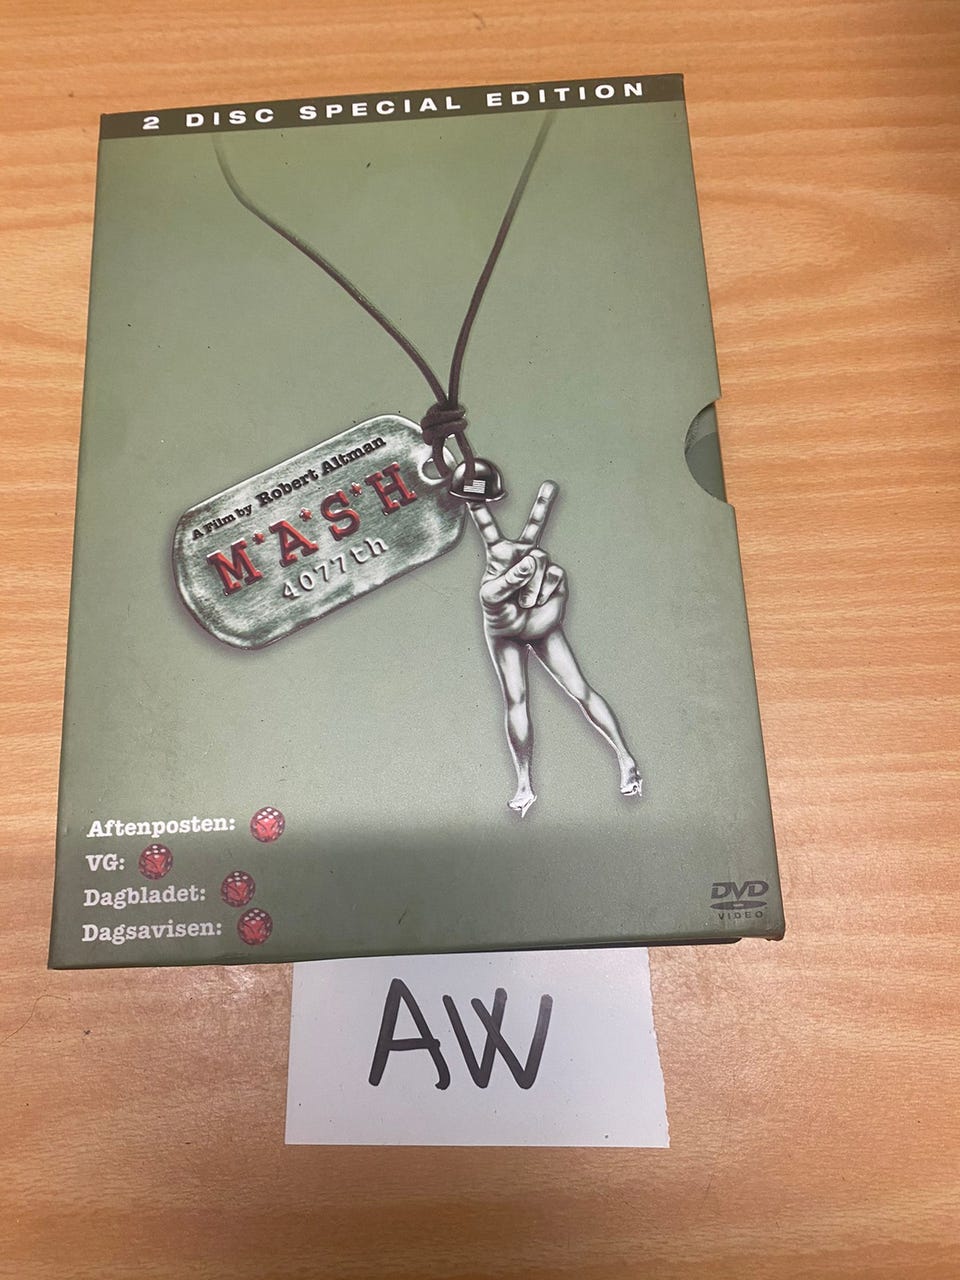 2 DISC SPECIAL EDITION
A Film by Robert Altman
M*A*S*H
4077th
Aftenposten:
VG:
Dagbladet:
Dagsavisen:
DVD
VIDEO
AW